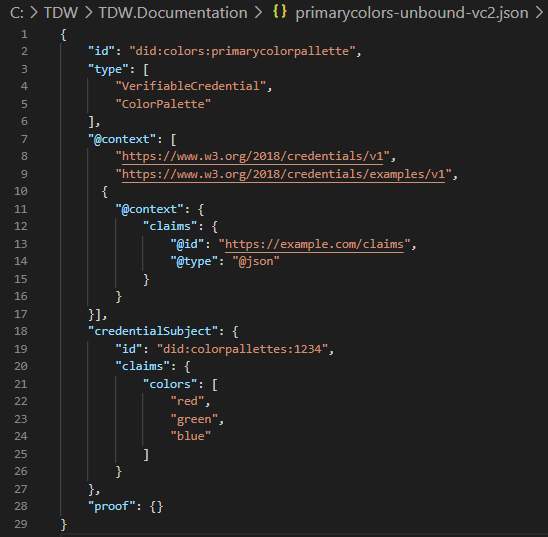 C: > TDW > TDW.Documentation > {} primarycolors-unbound-vc2.json >
1 {
2     "id": "did:colors:primarycolorpallette",
3     "type": [
4         "VerifiableCredential",
5         "ColorPalette"
6     ],
7     "@context": [
8         "https://www.w3.org/2018/credentials/v1",
9         "https://www.w3.org/2018/credentials/examples/v1",
10       {
11         "@context": {
12             "claims": {
13                 "@id": "https://example.com/claims",
14                 "@type": "@json"
15             }
16         }
17     }],
18     "credentialSubject": {
19         "id": "did:colorpallettes:1234",
20         "claims": {
21             "colors": [
22                 "red",
23                 "green",
24                 "blue"
25             ]
26         }
27     },
28     "proof": {}
29 }